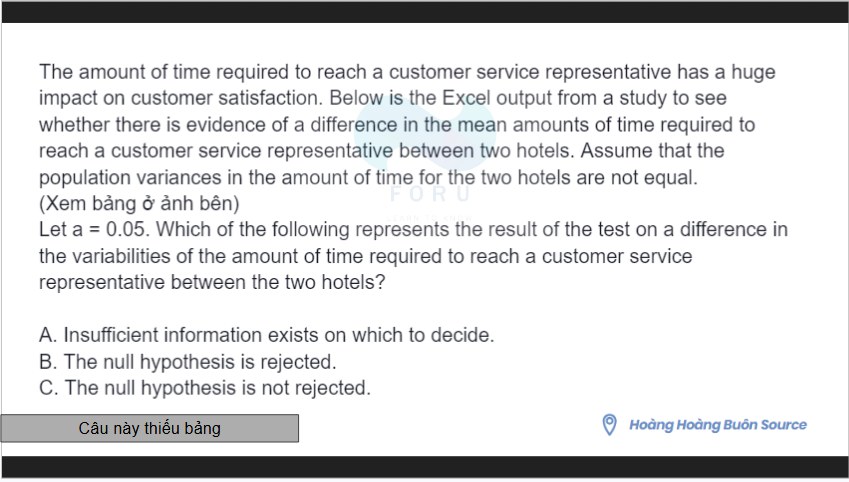 The amount of time required to reach a customer service representative has a huge
impact on customer satisfaction. Below is the Excel output from a study to see
whether there is evidence of a difference in the mean amounts of time required to
reach a customer service representative between two hotels. Assume that the
population variances in the amount of time for the two hotels are not equal.
(Xem bảng ở ảnh bên)
FORU
Let a = 0.05. Which of the following represents the result of the test on a difference in
the variabilities of the amount of time required to reach a customer service
representative between the two hotels?
A. Insufficient information exists on which to decide.
B. The null hypothesis is rejected.
C. The null hypothesis is not rejected.
Câu này thiếu bảng
Hoàng Hoàng Buôn Source